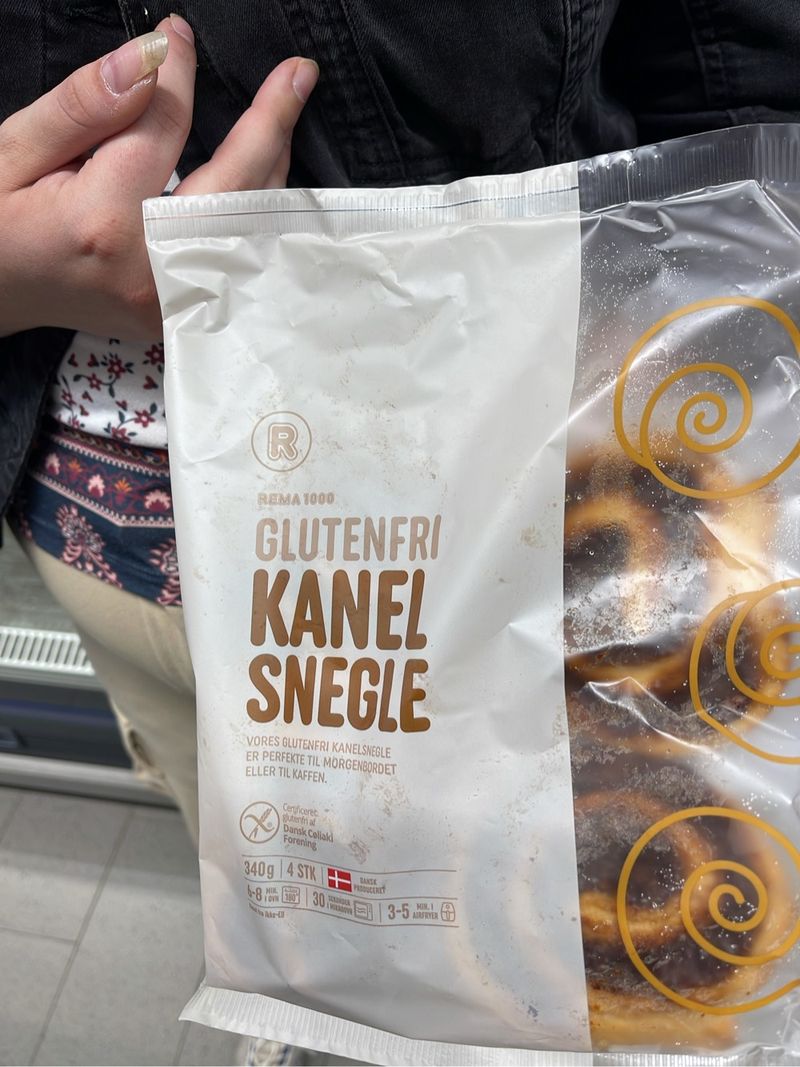 R
REMA 1000
GLUTENFRI
KANEL
SNEGLE
VORES GLUTENFRI KANELSNEGLE
ER PERFEKTE TIL MORGENBORDET
ELLER TIL KAFFEN.
Certificeret
glutenfri af
Dansk Cøliaki
Forening
340g | 4 STK
DANSK
PRODUCERET
6-8 MIN. I OVN 180°
30 SEKUNDER I MIKROOVN
3-5 MIN. I AIRFRYER